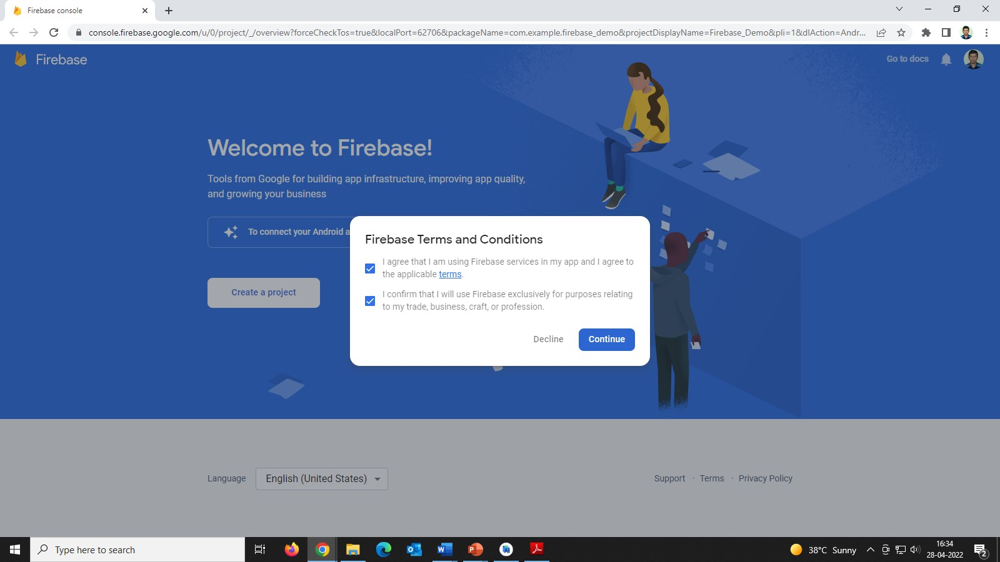 Firebase console
console.firebase.google.com/u/0/project/_/overview?forceCheckTos=true&localPort=62706&packageName=com.example.firebase_demo&projectDisplayName=Firebase_Demo&pli=1&dlAction=Andr...
Firebase
Go to docs
Welcome to Firebase!
Tools from Google for building app infrastructure, improving app quality,
and growing your business
To connect your Android a
Create a project
Firebase Terms and Conditions
I agree that I am using Firebase services in my app and I agree to
the applicable terms.
I confirm that I will use Firebase exclusively for purposes relating
to my trade, business, craft, or profession.
Decline
Continue
Language
English (United States)
Support · Terms · Privacy Policy
Type here to search
38°C Sunny
16:34
28-04-2022
2